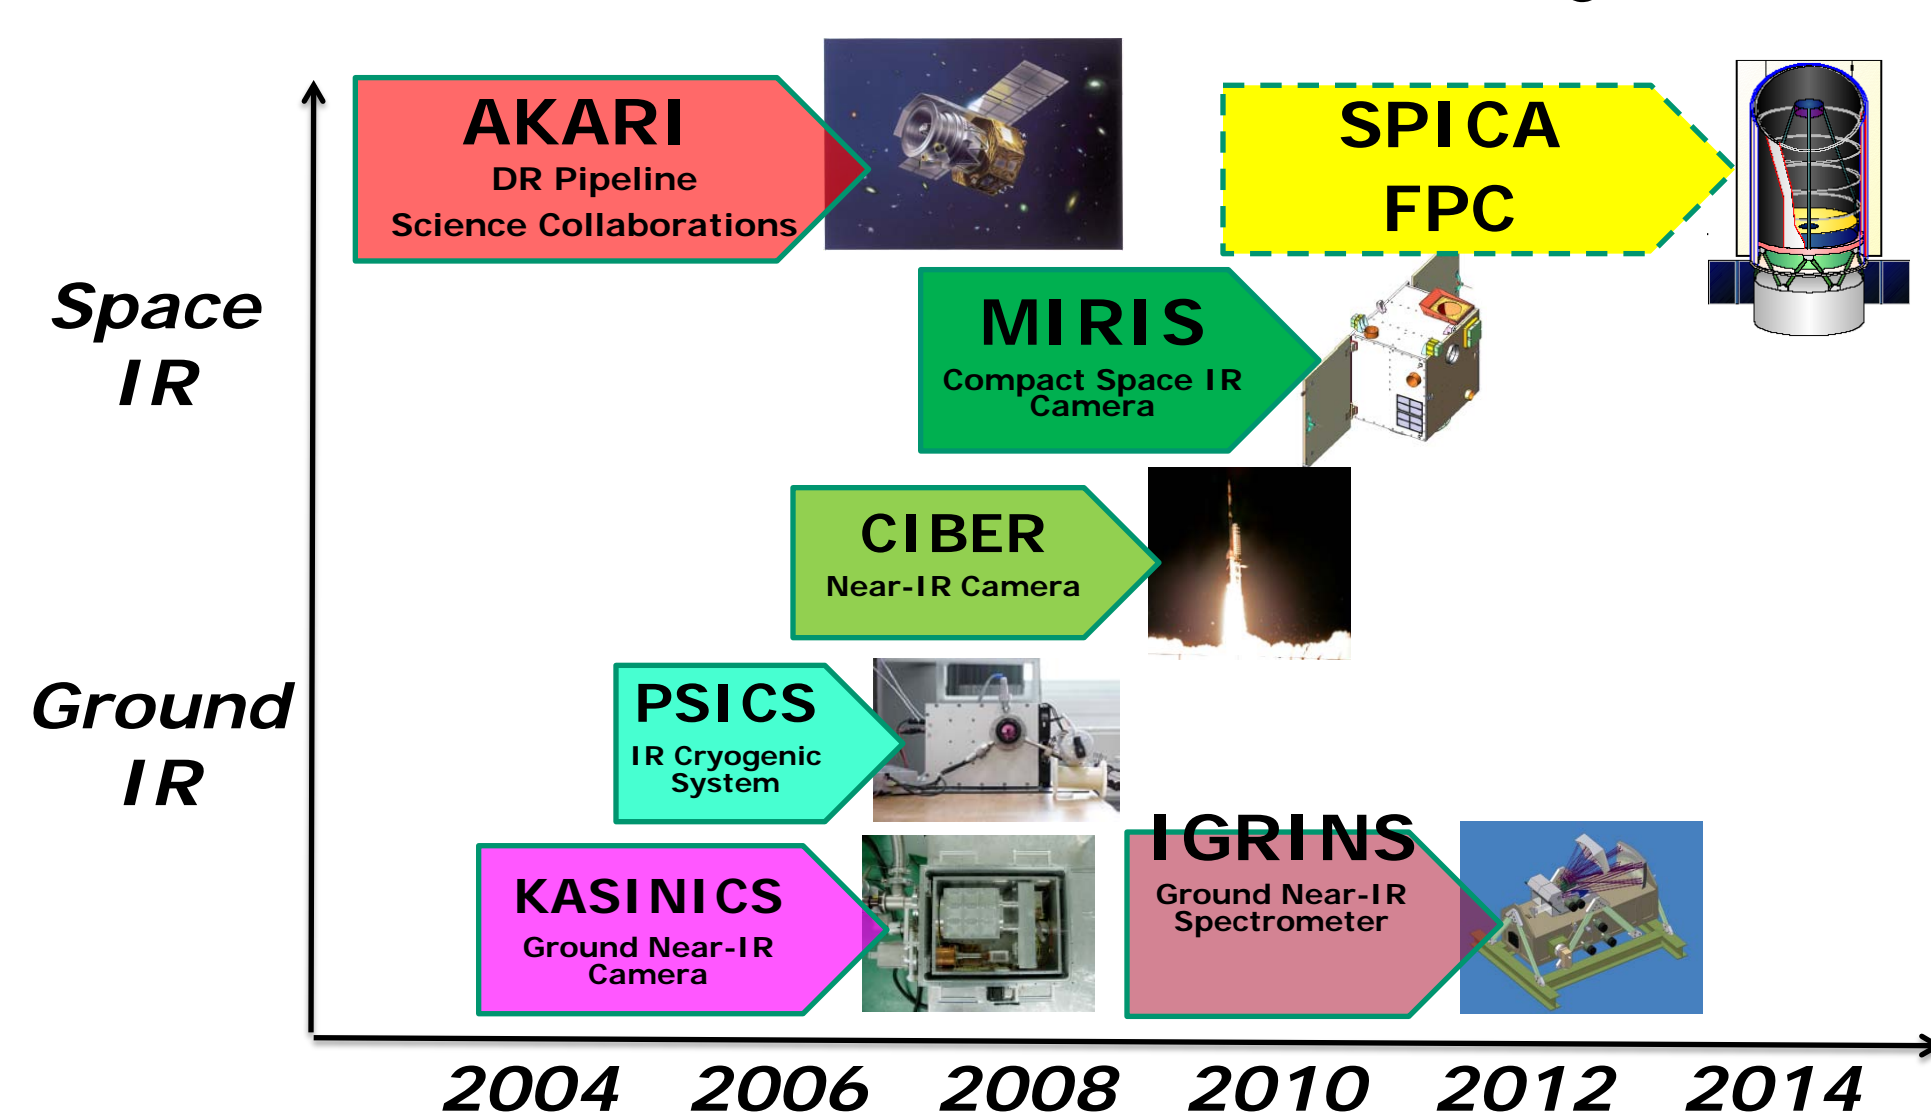 AKARI
DR Pipeline
Science Collaborations
SPICA
FPC
Space
IR
MIRIS
Compact Space IR
Camera
CIBER
Near-IR Camera
Ground
IR
PSICS
IR Cryogenic
System
KASINICS
Ground Near-IR
Camera
IGRINS
Ground Near-IR
Spectrometer
2004 2006 2008 2010 2012 2014